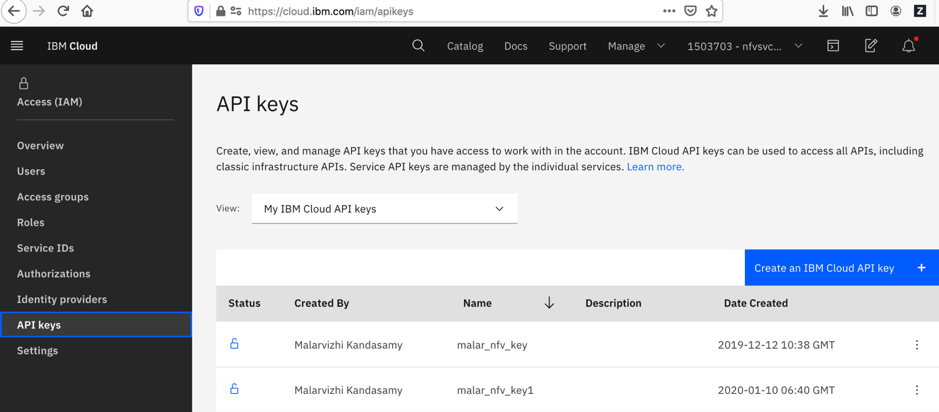 https://cloud.ibm.com/iam/apikeys
IBM Cloud
Catalog
Docs
Support
Manage
1503703 - nfvsvc...
Access (IAM)
Overview
Users
Access groups
Roles
Service IDs
Authorizations
Identity providers
API keys
Settings
API keys
Create, view, and manage API keys that you have access to work with in the account. IBM Cloud API keys can be used to access all APIs, including
classic infrastructure APIs. Service API keys are managed by the individual services. Learn more.
View: My IBM Cloud API keys
Create an IBM Cloud API key +
Status Created By Name Description Date Created
Malarvizhi Kandasamy malar_nfv_key 2019-12-12 10:38 GMT
Malarvizhi Kandasamy malar_nfv_key1 2020-01-10 06:40 GMT